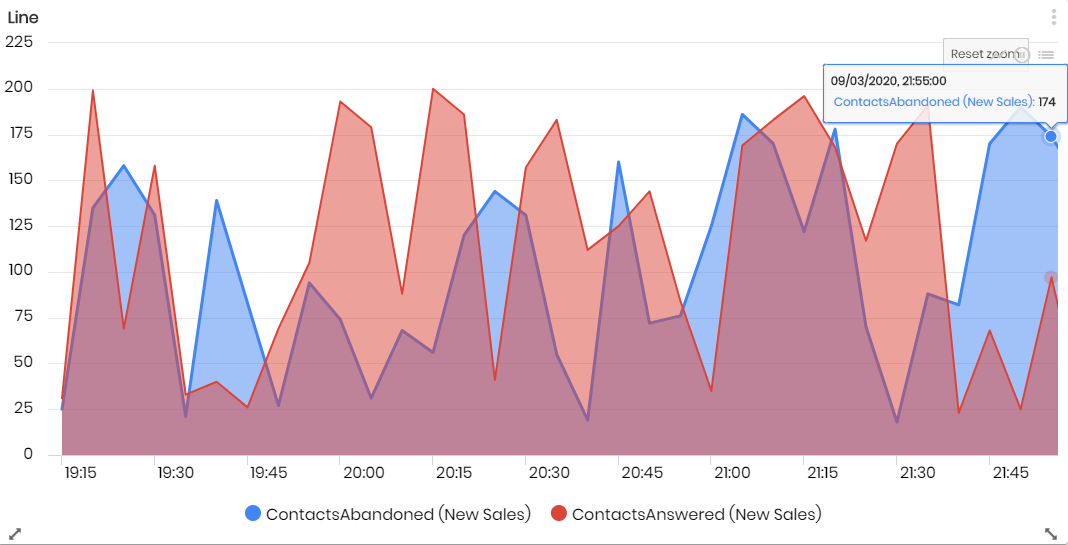 Line
225
200
175
150
125
100
75
50
25
0
Reset zoom
09/03/2020, 21:55:00
ContactsAbandoned (New Sales): 174
19:15 19:30 19:45 20:00 20:15 20:30 20:45 21:00 21:15 21:30 21:45
ContactsAbandoned (New Sales) ContactsAnswered (New Sales)